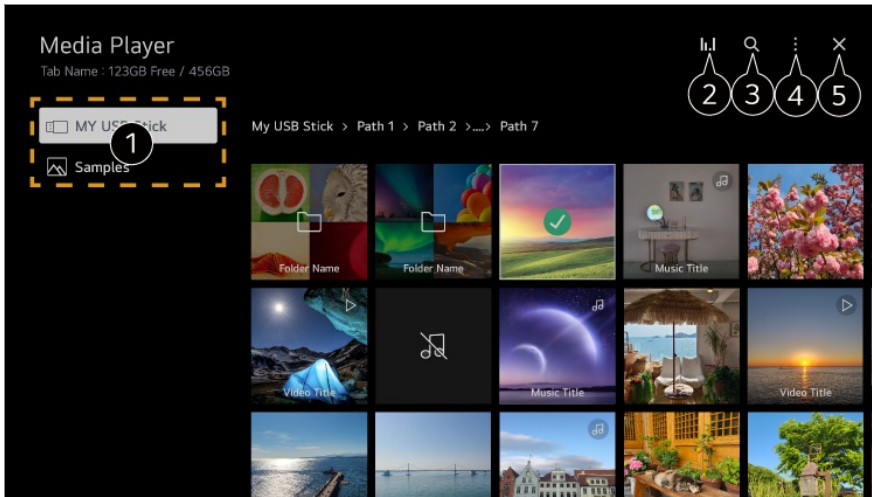 Media Player
Tab Name : 123GB Free / 456GB
2 3 4 5
MY USB Stick
1
Samples
My USB Stick > Path 1 > Path 2 >....> Path 7
Folder Name
Folder Name
Music Title
Video Title
Music Title
Video Title